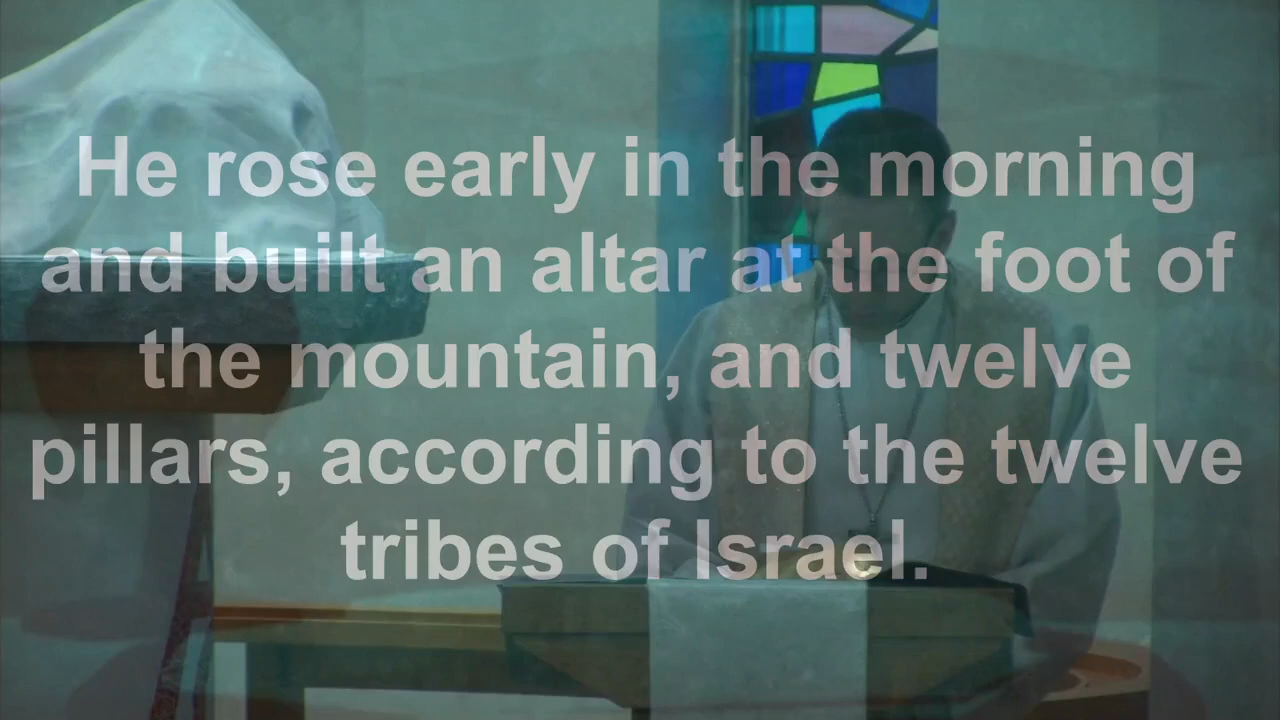 He rose early in the morning
and built an altar at the foot of
the mountain, and twelve
pillars, according to the twelve
tribes of Israel.